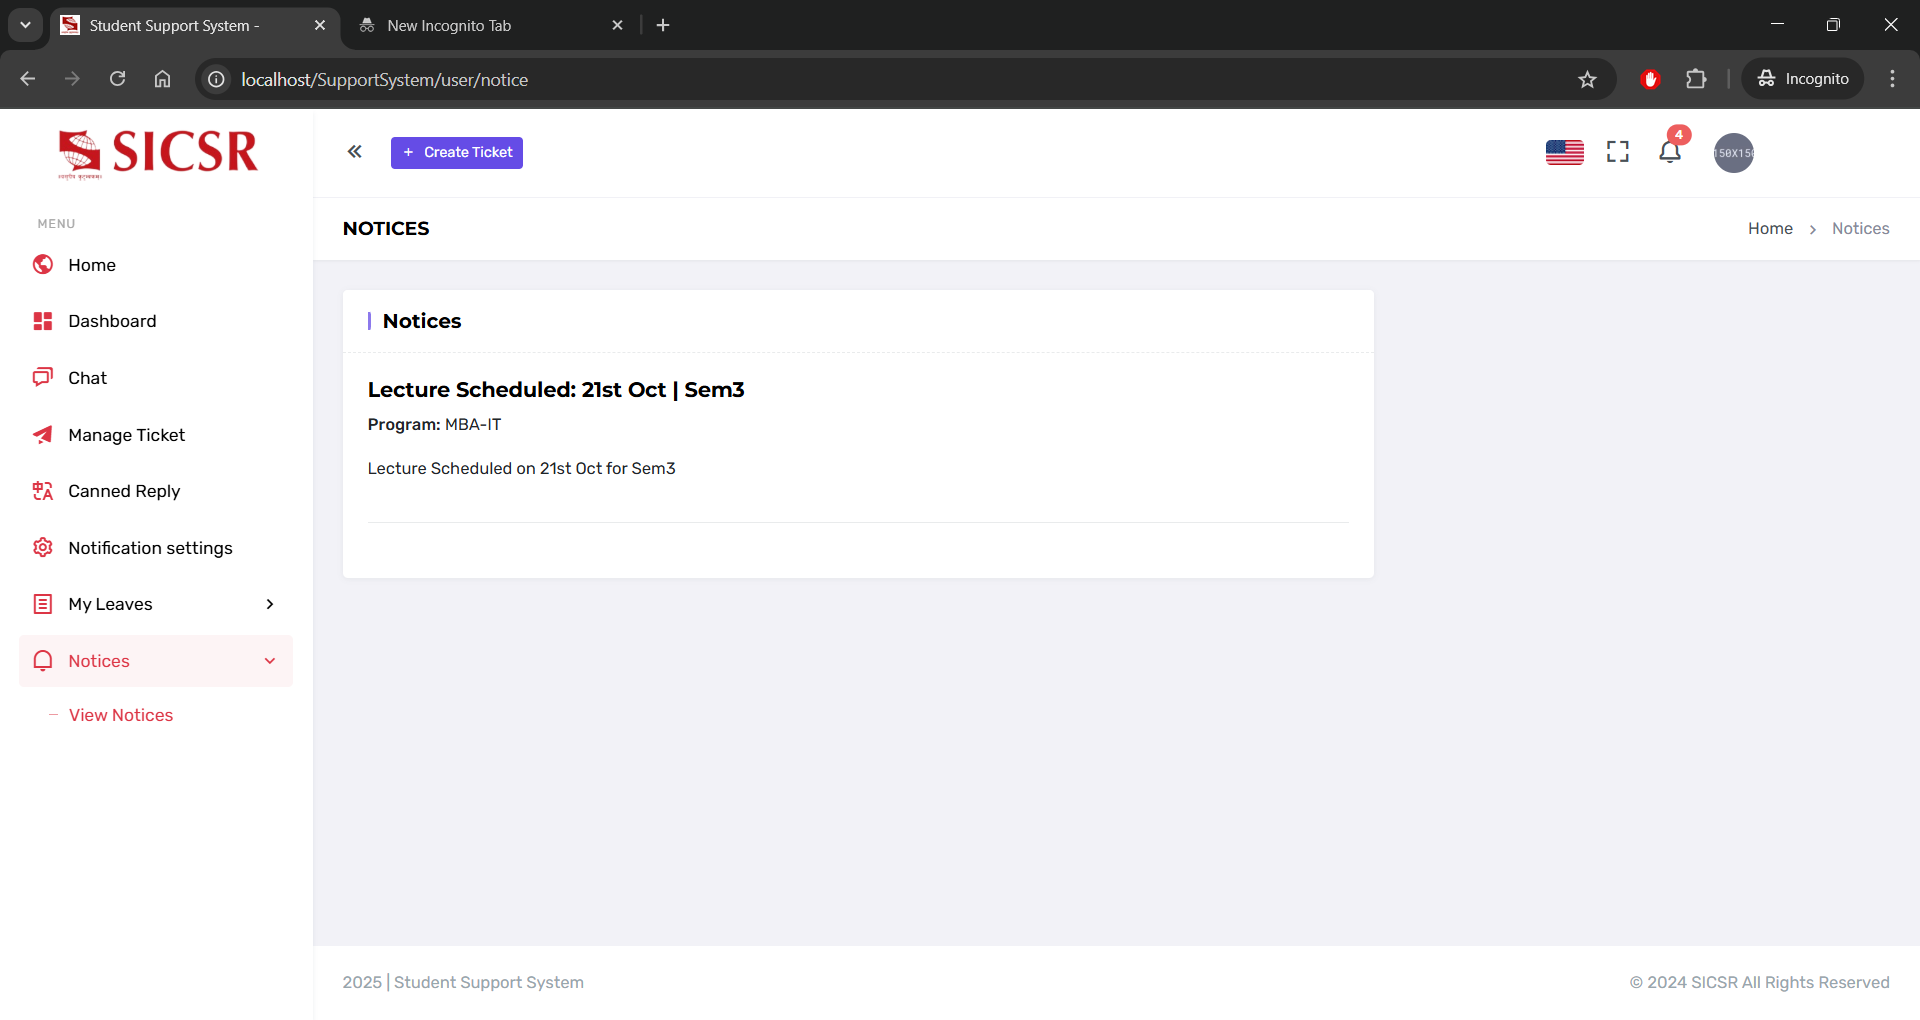 Student Support System -
New Incognito Tab
localhost/SupportSystem/user/notice
Incognito
SICSR
Create Ticket
4
150X150
MENU
Home
Dashboard
Chat
Manage Ticket
Canned Reply
Notification settings
My Leaves
Notices
View Notices
NOTICES
Home
Notices
Notices
Lecture Scheduled: 21st Oct | Sem3
Program: MBA-IT
Lecture Scheduled on 21st Oct for Sem3
2025 | Student Support System
© 2024 SICSR All Rights Reserved